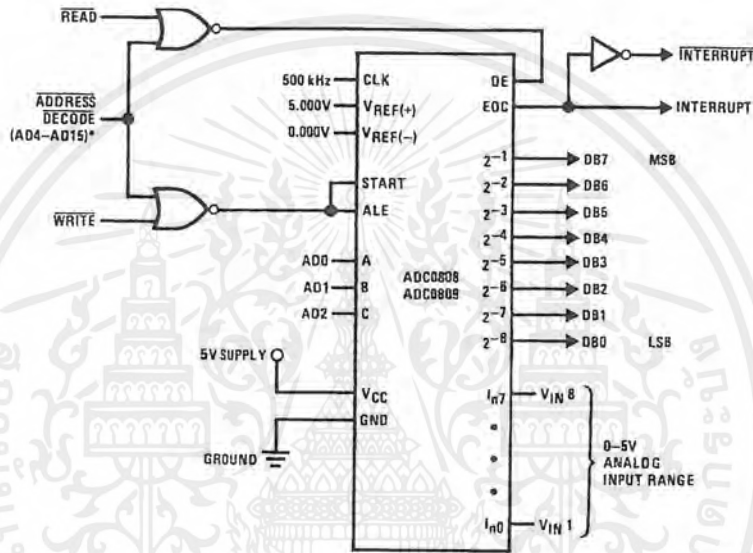 READ
ADDRESS
DECODE
(AD4–AD15)*
WRITE
500 kHz
CLK
5.000V
VREF(+)
0.000V
VREF(–)
START
ALE
AD0
A
AD1
B
AD2
C
5V SUPPLY
VCC
GND
GROUND
ADC0808
ADC0809
OE
EOC
INTERRUPT
INTERRUPT
2-1 DB7 MSB
2-2 DB6
2-3 DB5
2-4 DB4
2-5 DB3
2-6 DB2
2-7 DB1
2-8 DB0 LSB
In7 VIN 8
0–5V
ANALOG
INPUT RANGE
In0 VIN 1